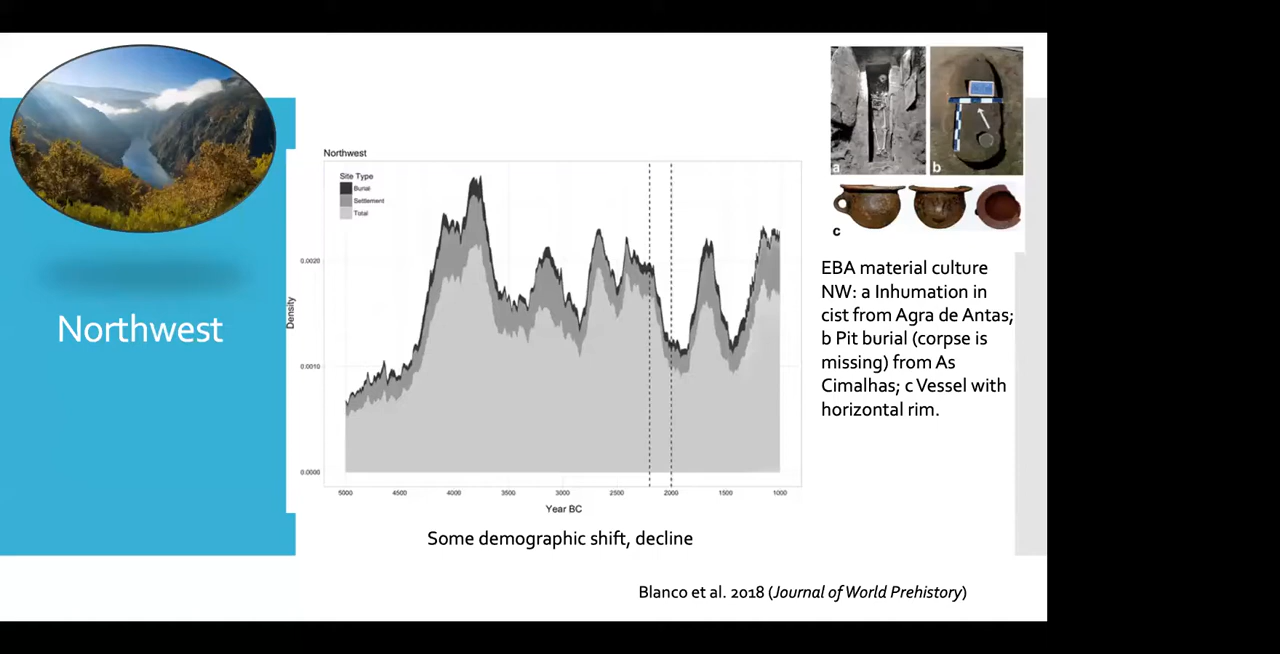 Northwest
Northwest
Site Type
Burial
Settlement
Total
Density
0.0020
0.0010
0.0000
5000 4500 4000 3500 3000 2500 2000 1500 1000
Year BC
Some demographic shift, decline
a
b
c
EBA material culture
NW: a Inhumation in
cist from Agra de Antas;
b Pit burial (corpse is
missing) from As
Cimalhas; c Vessel with
horizontal rim.
Blanco et al. 2018 (Journal of World Prehistory)